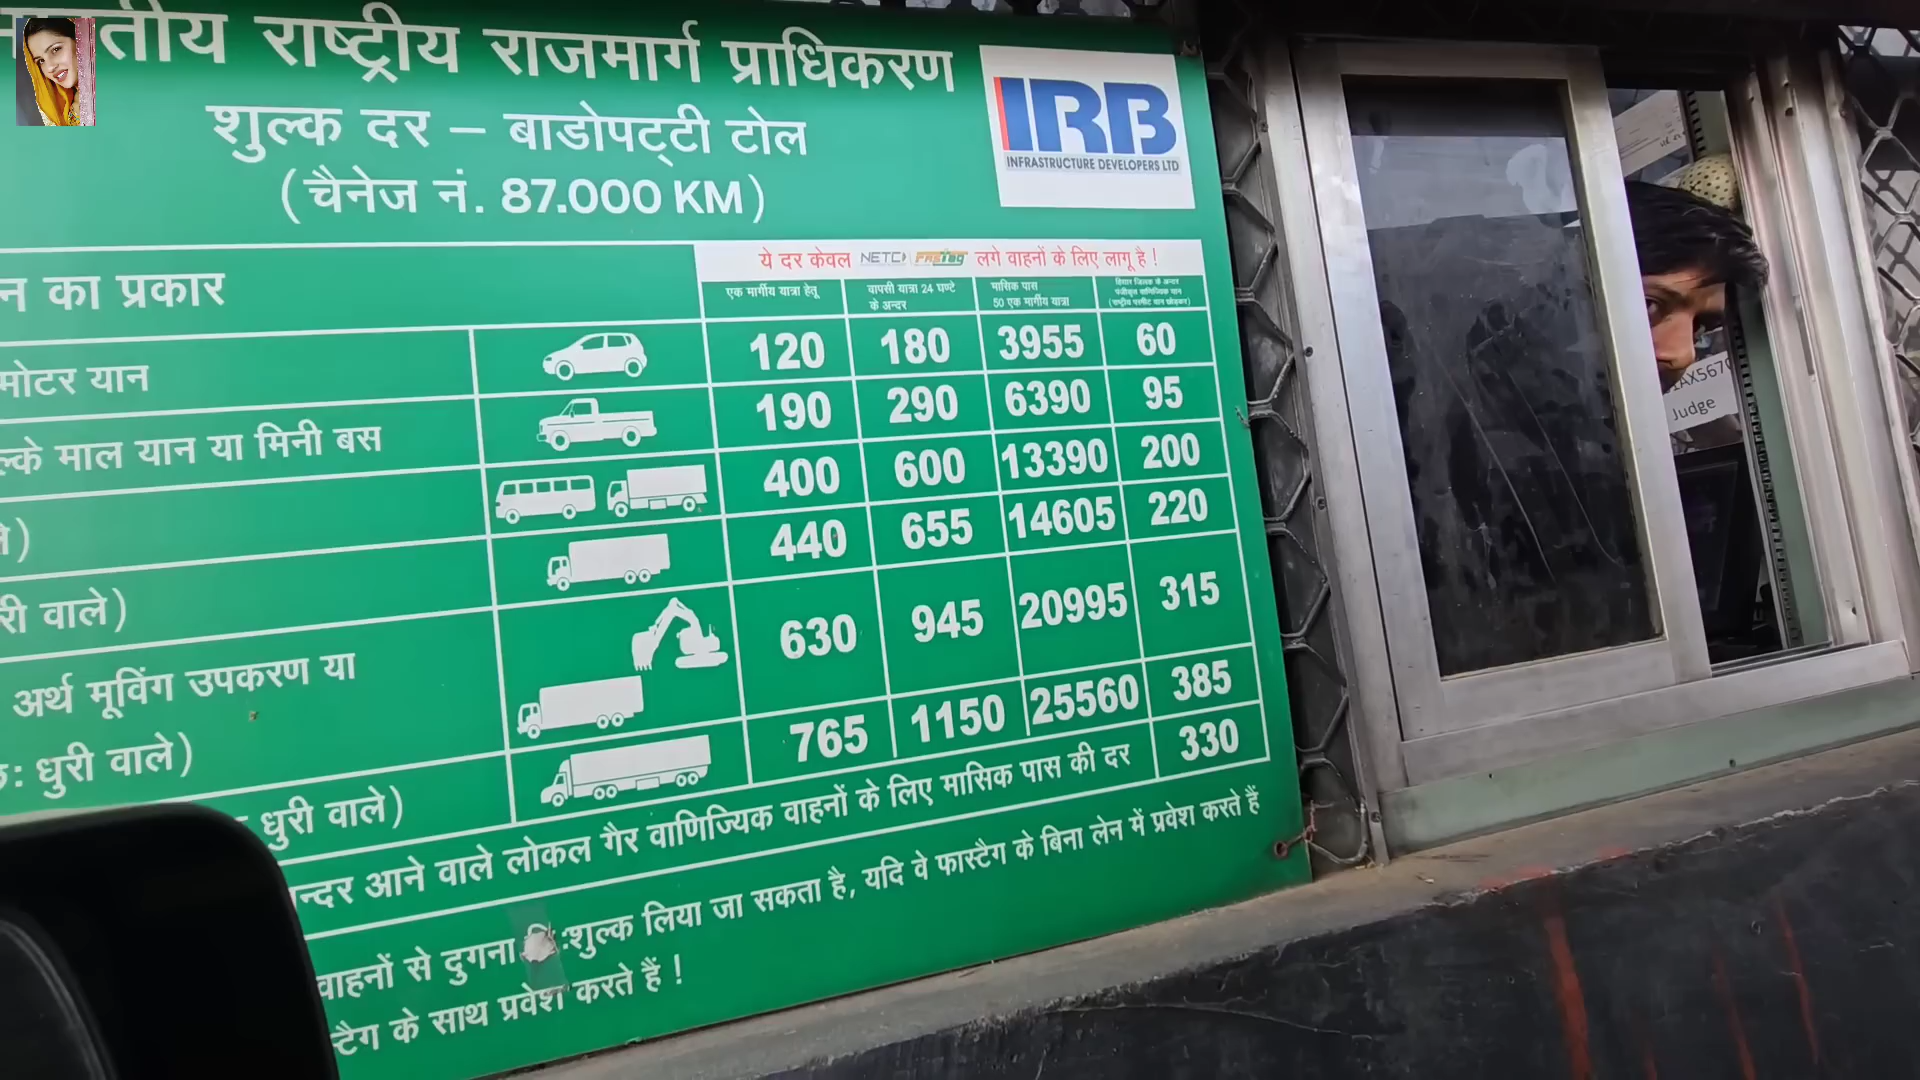 राष्ट्रीय राजमार्ग प्राधिकरण
शुल्क दर – बाडोपट्टी टोल
(चैनेज नं. 87.000 KM)
IRB
INFRASTRUCTURE DEVELOPERS LTD
ये दर केवल NETC FASTag लगे वाहनों के लिए लागू है !
का प्रकार
एक मार्गीय यात्रा हेतु
वापसी यात्रा 24 घण्टे
के अन्दर
मासिक पास
50 एक मार्गीय यात्रा
मोटर यान 120 180 3955 60
माल यान या मिनी बस 190 290 6390 95
400 600 13390 200
वाले) 440 655 14605 220
अर्थ मूविंग उपकरण या
धुरी वाले) 630 945 20995 315
धुरी वाले) 765 1150 25560 385
आने वाले लोकल गैर वाणिज्यिक वाहनों के लिए मासिक पास की दर 330
वाहनों से दुगना शुल्क लिया जा सकता है, यदि वे फास्टैग के बिना लेन में प्रवेश करते हैं
के साथ प्रवेश करते हैं !
Judge